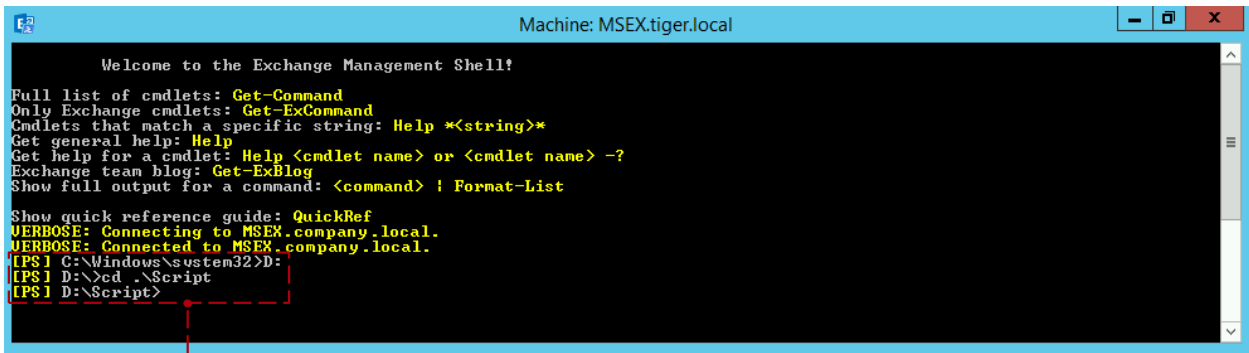 Machine: MSEX.tiger.local
Welcome to the Exchange Management Shell!
Full list of cmdlets: Get-Command
Only Exchange cmdlets: Get-ExCommand
Cmdlets that match a specific string: Help *<string>*
Get general help: Help
Get help for a cmdlet: Help <cmdlet name> or <cmdlet name> -?
Exchange team blog: Get-ExBlog
Show full output for a command: <command> | Format-List
Show quick reference guide: QuickRef
VERBOSE: Connecting to MSEX.company.local.
VERBOSE: Connected to MSEX.company.local.
[PS] C:\Windows\system32>D:
[PS] D:\>cd .\Script
[PS] D:\Script>